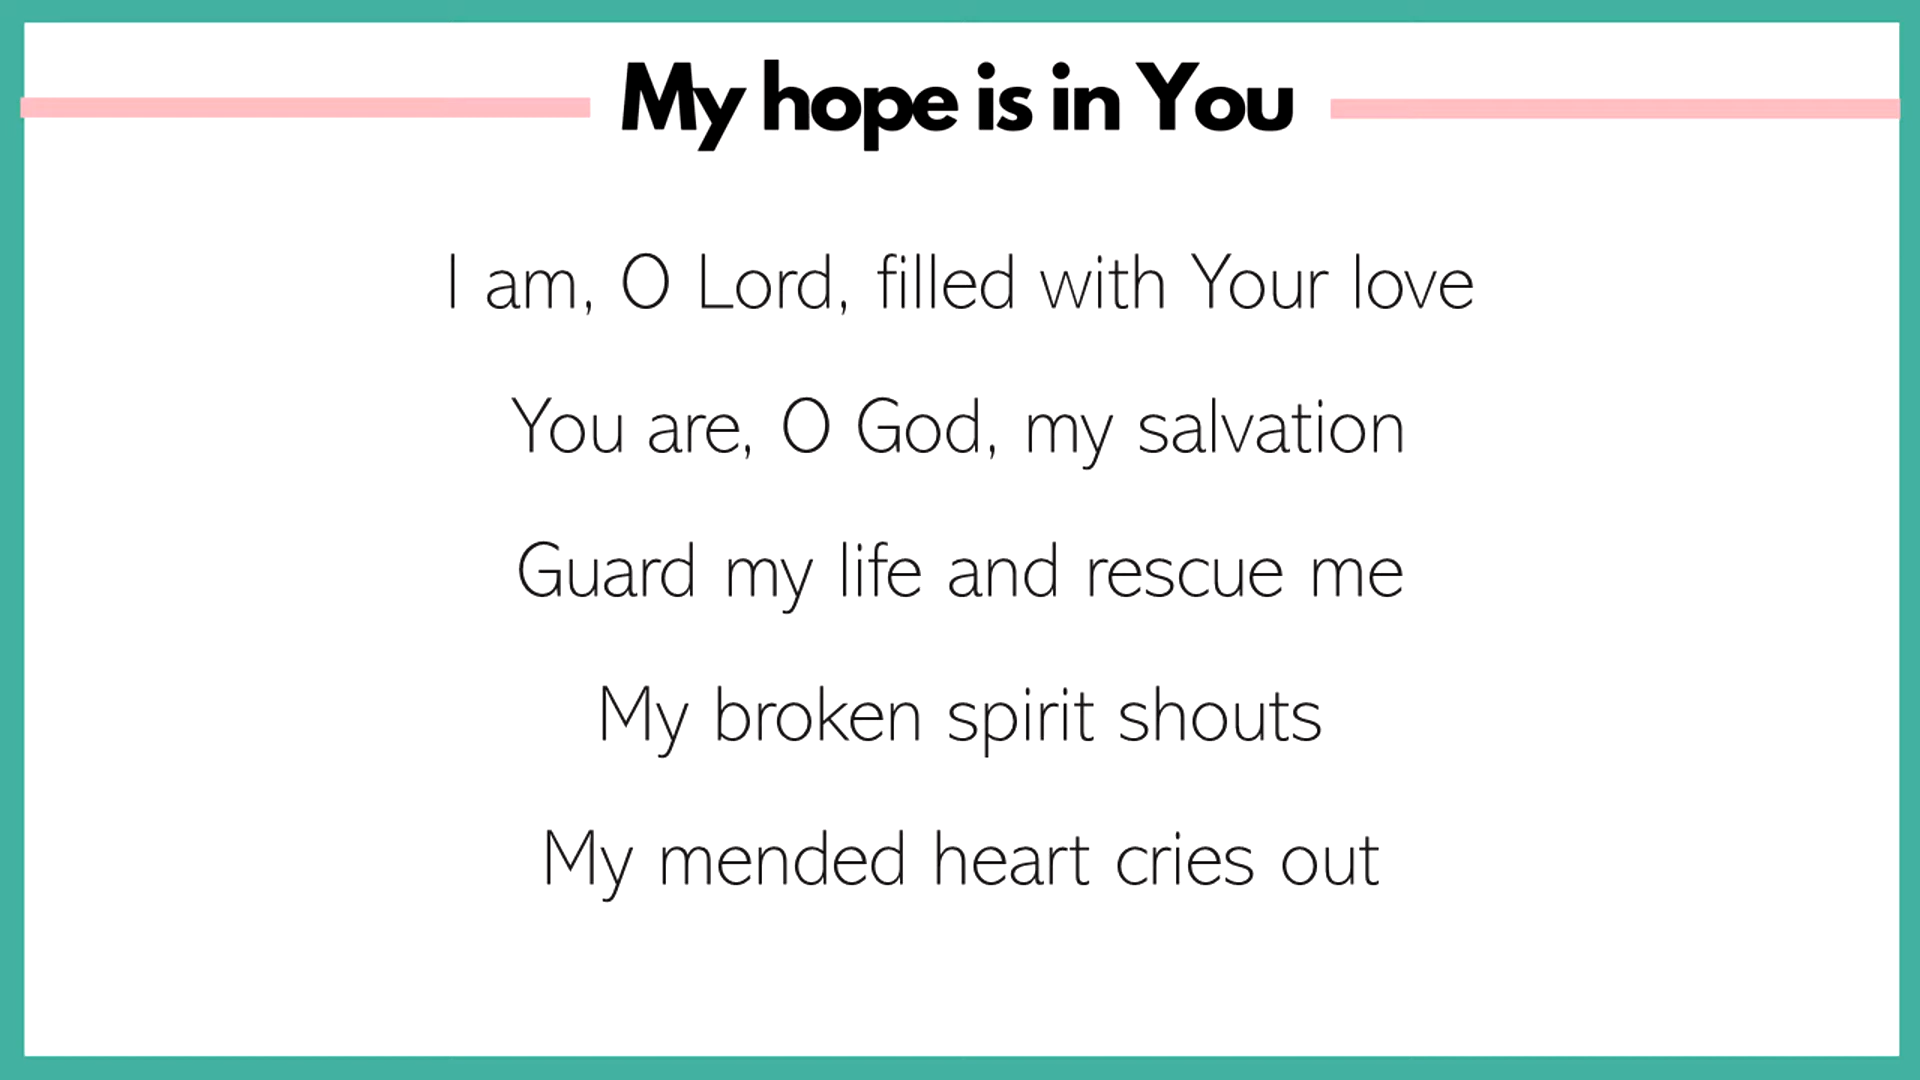 My hope is in You
I am, O Lord, filled with Your love
You are, O God, my salvation
Guard my life and rescue me
My broken spirit shouts
My mended heart cries out